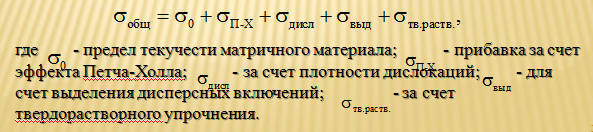 σобщ = σ0 + σП-Х + σдисл + σвыд + σтв.раств.,
где σ0 - предел текучести матричного материала; σП-Х - прибавка за счет
эффекта Петча-Холла; σдисл - за счет плотности дислокаций; σвыд - для
счет выделения дисперсных включений; σтв.раств. - за счет
твердорастворного упрочнения.